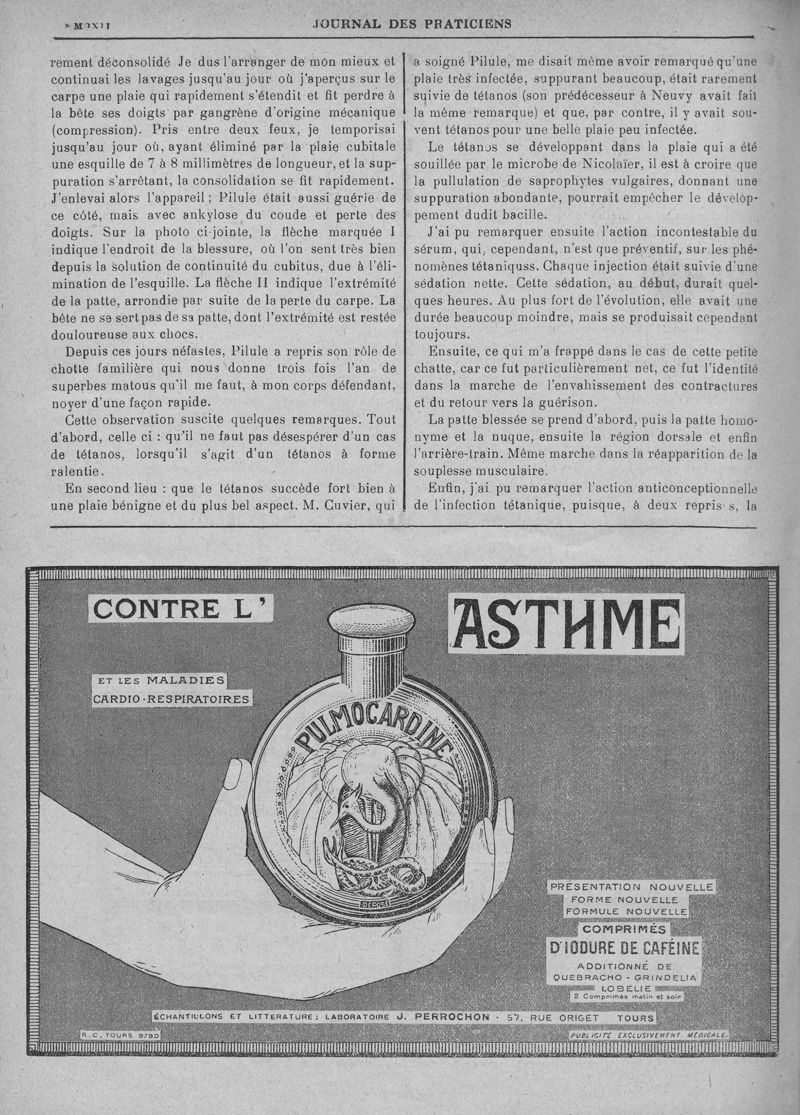 JOURNAL DES PRATICIENS
rement déconsolidé Je dus l'arranger de mon mieux et
continuai les lavages jusqu'au jour où j'aperçus sur le
carpe une plaie qui rapidement s'étendit et fit perdre à
la bête ses doigts par gangrène d'origine mécanique
(compression). Pris entre deux feux, je temporisai
jusqu'au jour où, ayant éliminé par la plaie cubitale
une esquille de 7 à 8 millimètres de longueur, et la sup-
puration s'arrêtant, la consolidation se fit rapidement.
J'enlevai alors l'appareil ; Pilule était aussi guérie de
ce côté, mais avec ankylose du coude et perte des
doigts. Sur la photo ci-jointe, la flèche marquée I
indique l'endroit de la blessure, où l'on sent très bien
depuis la solution de continuité du cubitus, due à l'éli-
mination de l'esquille. La flèche II indique l'extrémité
de la patte, arrondie par suite de la perte du carpe. La
bête ne se sert pas de sa patte, dont l'extrémité est restée
douloureuse aux chocs.
Depuis ces jours néfastes, Pilule a repris son rôle de
chotte familière qui nous donne trois fois l'an de
superbes matous qu'il me faut, à mon corps défendant,
noyer d'une façon rapide.
Cette observation suscite quelques remarques. Tout
d'abord, celle ci : qu'il ne faut pas désespérer d'un cas
de tétanos, lorsqu'il s'agit d'un tétanos à forme
ralentie.
En second lieu : que le tétanos succède fort bien à
une plaie bénigne et du plus bel aspect. M. Cuvier, qui
a soigné Pilule, me disait même avoir remarqué qu'une
plaie très infectée, suppurant beaucoup, était rarement
suivie de tétanos (son prédécesseur à Neuvy avait fait
la même remarque) et que, par contre, il y avait sou-
vent tétanos pour une belle plaie peu infectée.
Le tétanos se développant dans la plaie qui a été
souillée par le microbe de Nicolaïer, il est à croire que
la pullulation de saprophytes vulgaires, donnant une
suppuration abondante, pourrait empêcher le dévelop-
pement dudit bacille.
J'ai pu remarquer ensuite l'action incontestable du
sérum, qui, cependant, n'est que préventif, sur les phé-
nomènes tétaniquss. Chaque injection était suivie d'une
sédation nette. Cette sédation, au début, durait quel-
ques heures. Au plus fort de l'évolution, elle avait une
durée beaucoup moindre, mais se produisait cependant
toujours.
Ensuite, ce qui m'a frappé dans le cas de cette petite
chatte, car ce fut particulièrement net, ce fut l'identité
dans la marche de l'envahissement des contractures
et du retour vers la guérison.
La patte blessée se prend d'abord, puis la patte homo-
nyme et la nuque, ensuite la région dorsale et enfin
l'arrière-train. Même marche dans la réapparition de la
souplesse musculaire.
Enfin, j'ai pu remarquer l'action anticonceptionnelle
de l'infection tétanique, puisque, à deux repris s, la
CONTRE L'
ASTHME
ET LES MALADIES
CARDIO-RESPIRATOIRES
PULMOCARDINE
DÉPOSÉ
PRÉSENTATION NOUVELLE
FORME NOUVELLE
FORMULE NOUVELLE
COMPRIMÉS
D'IODURE DE CAFÉINE
ADDITIONNÉ DE
QUEBRACHO - GRINDELIA
LOBELIE
2 Comprimés matin et soir
ÉCHANTILLONS ET LITTERATURE : LABORATOIRE J. PERROCHON - 57, RUE ORIGET TOURS
R.C. TOURS 9790
PUBLICITÉ EXCLUSIVEMENT MÉDICALE.